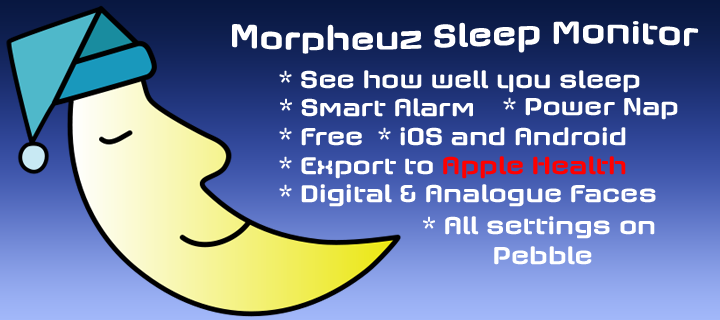 Morpheuz Sleep Monitor
* See how well you sleep
* Smart Alarm * Power Nap
* Free * iOS and Android
* Export to Apple Health
* Digital & Analogue Faces
* All settings on
Pebble